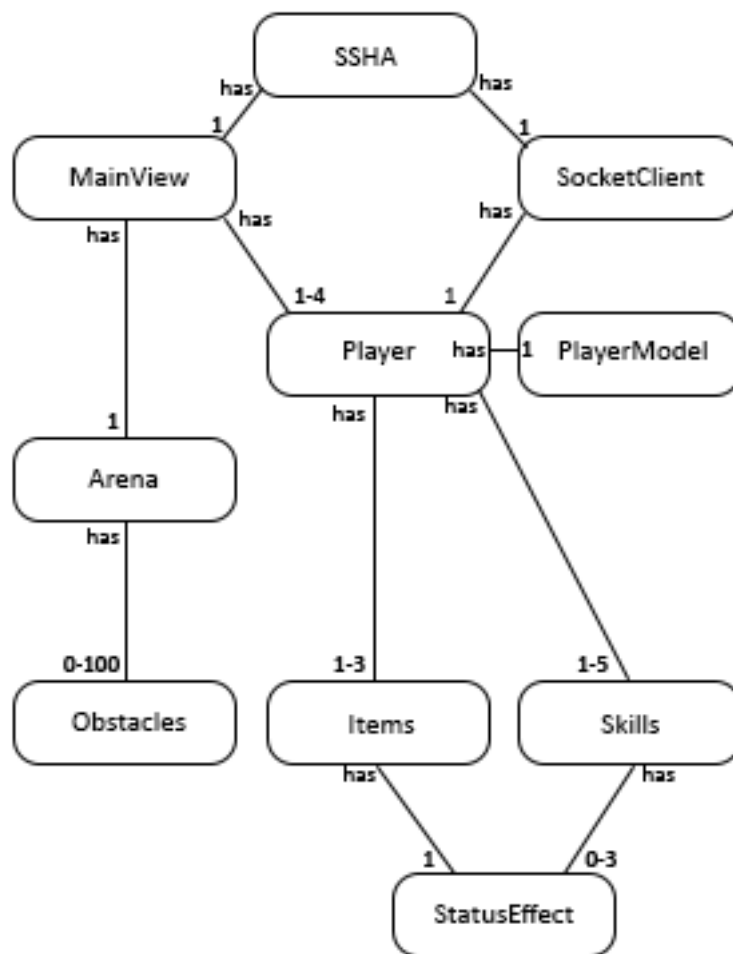 SSHA
has
has
1
1
MainView
SocketClient
has
has
has
1-4
1
Player
has
1
PlayerModel
has
has
1
Arena
has
0-100
1-3
1-5
Obstacles
Items
Skills
has
has
1
0-3
StatusEffect